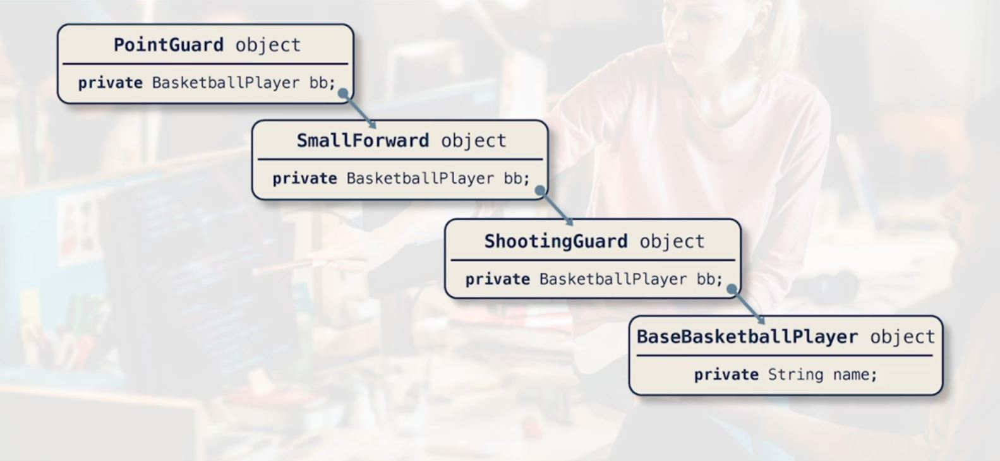 PointGuard object
private BasketballPlayer bb;
SmallForward object
private BasketballPlayer bb;
ShootingGuard object
private BasketballPlayer bb;
BaseBasketballPlayer object
private String name;